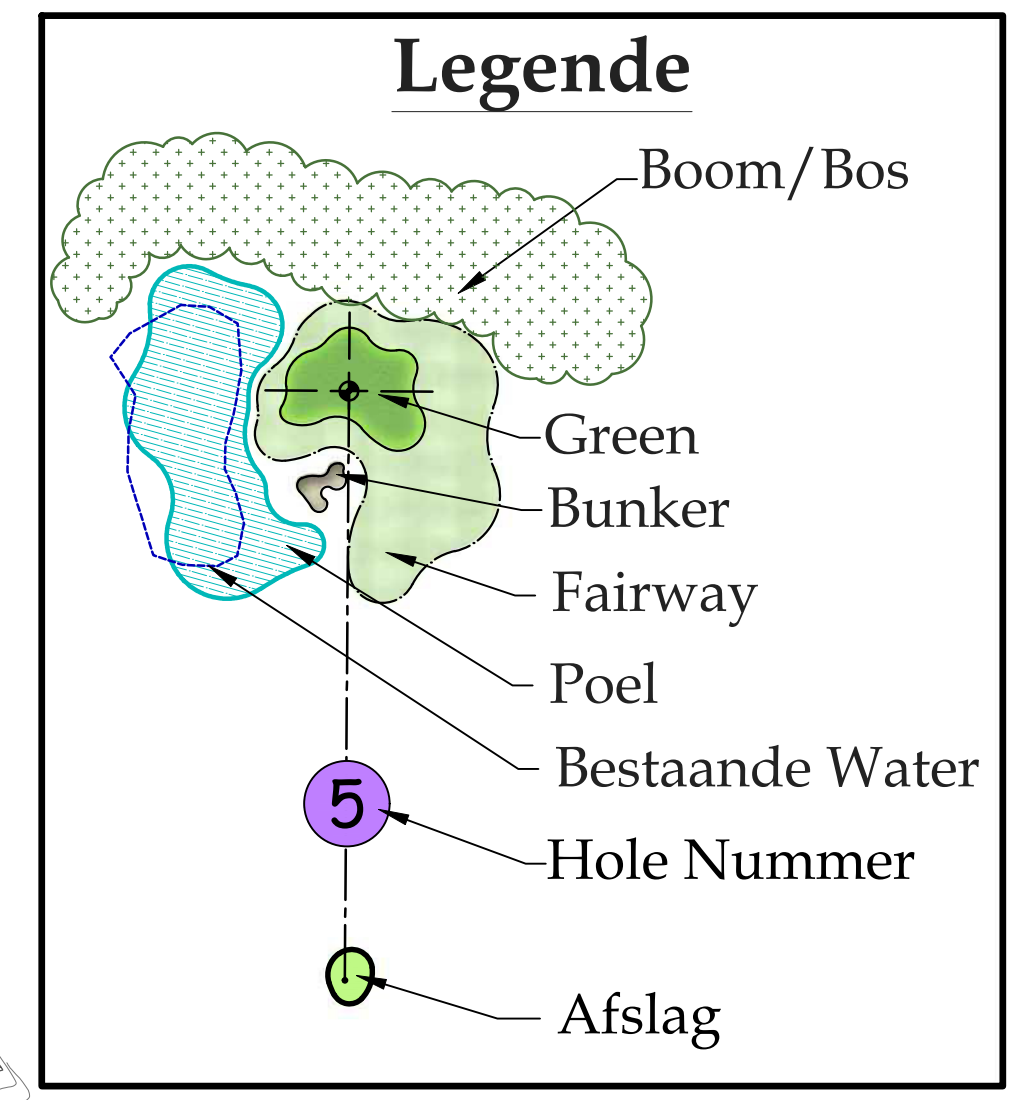 Legende
Boom/Bos
Green
Bunker
Fairway
Poel
Bestaande Water
5
Hole Nummer
Afslag